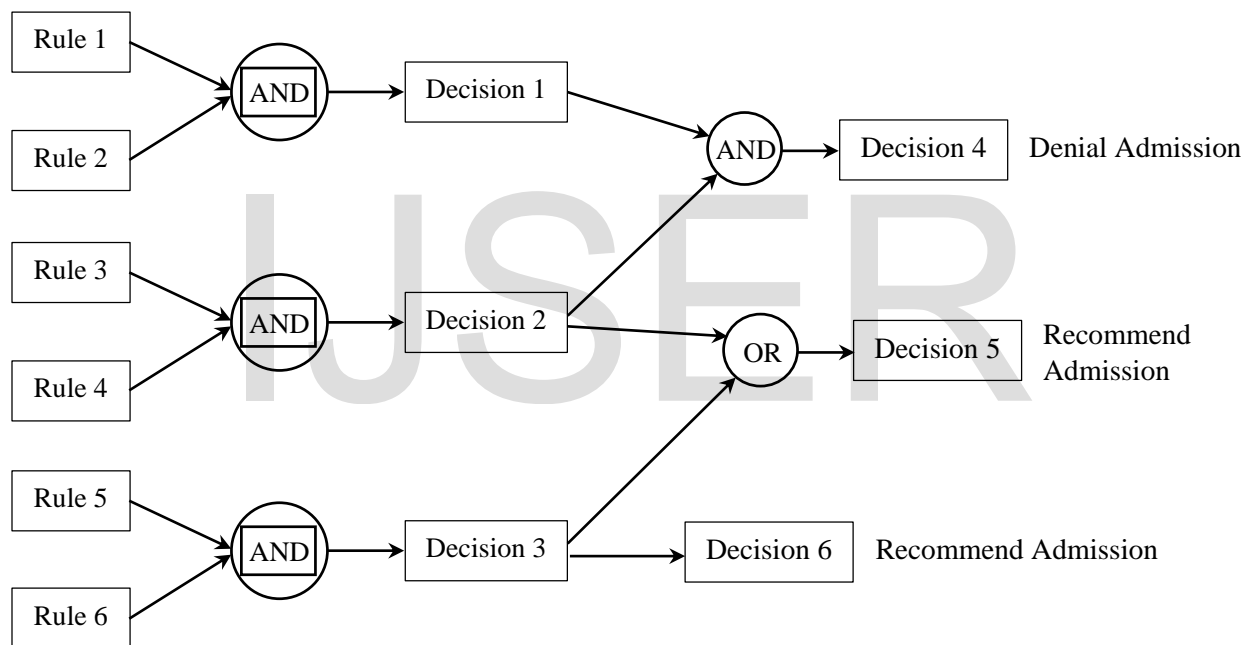 Rule 1
AND
Decision 1
Rule 2
AND
Decision 4
Denial Admission
IJSER
Rule 3
AND
Decision 2
Rule 4
OR
Decision 5
Recommend
Admission
Rule 5
AND
Decision 3
Decision 6
Recommend Admission
Rule 6